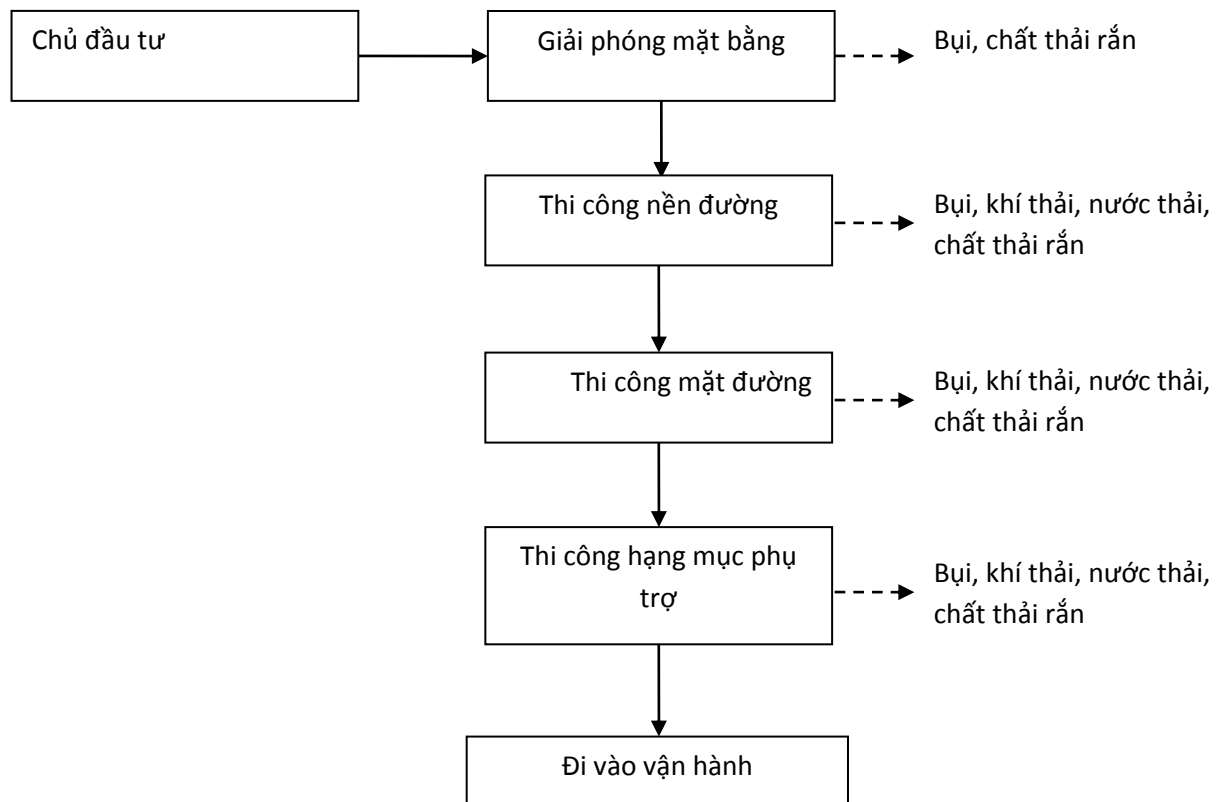 Chủ đầu tư
Giải phóng mặt bằng
Bụi, chất thải rắn
Thi công nền đường
Bụi, khí thải, nước thải,
chất thải rắn
Thi công mặt đường
Bụi, khí thải, nước thải,
chất thải rắn
Thi công hạng mục phụ
trợ
Bụi, khí thải, nước thải,
chất thải rắn
Đi vào vận hành